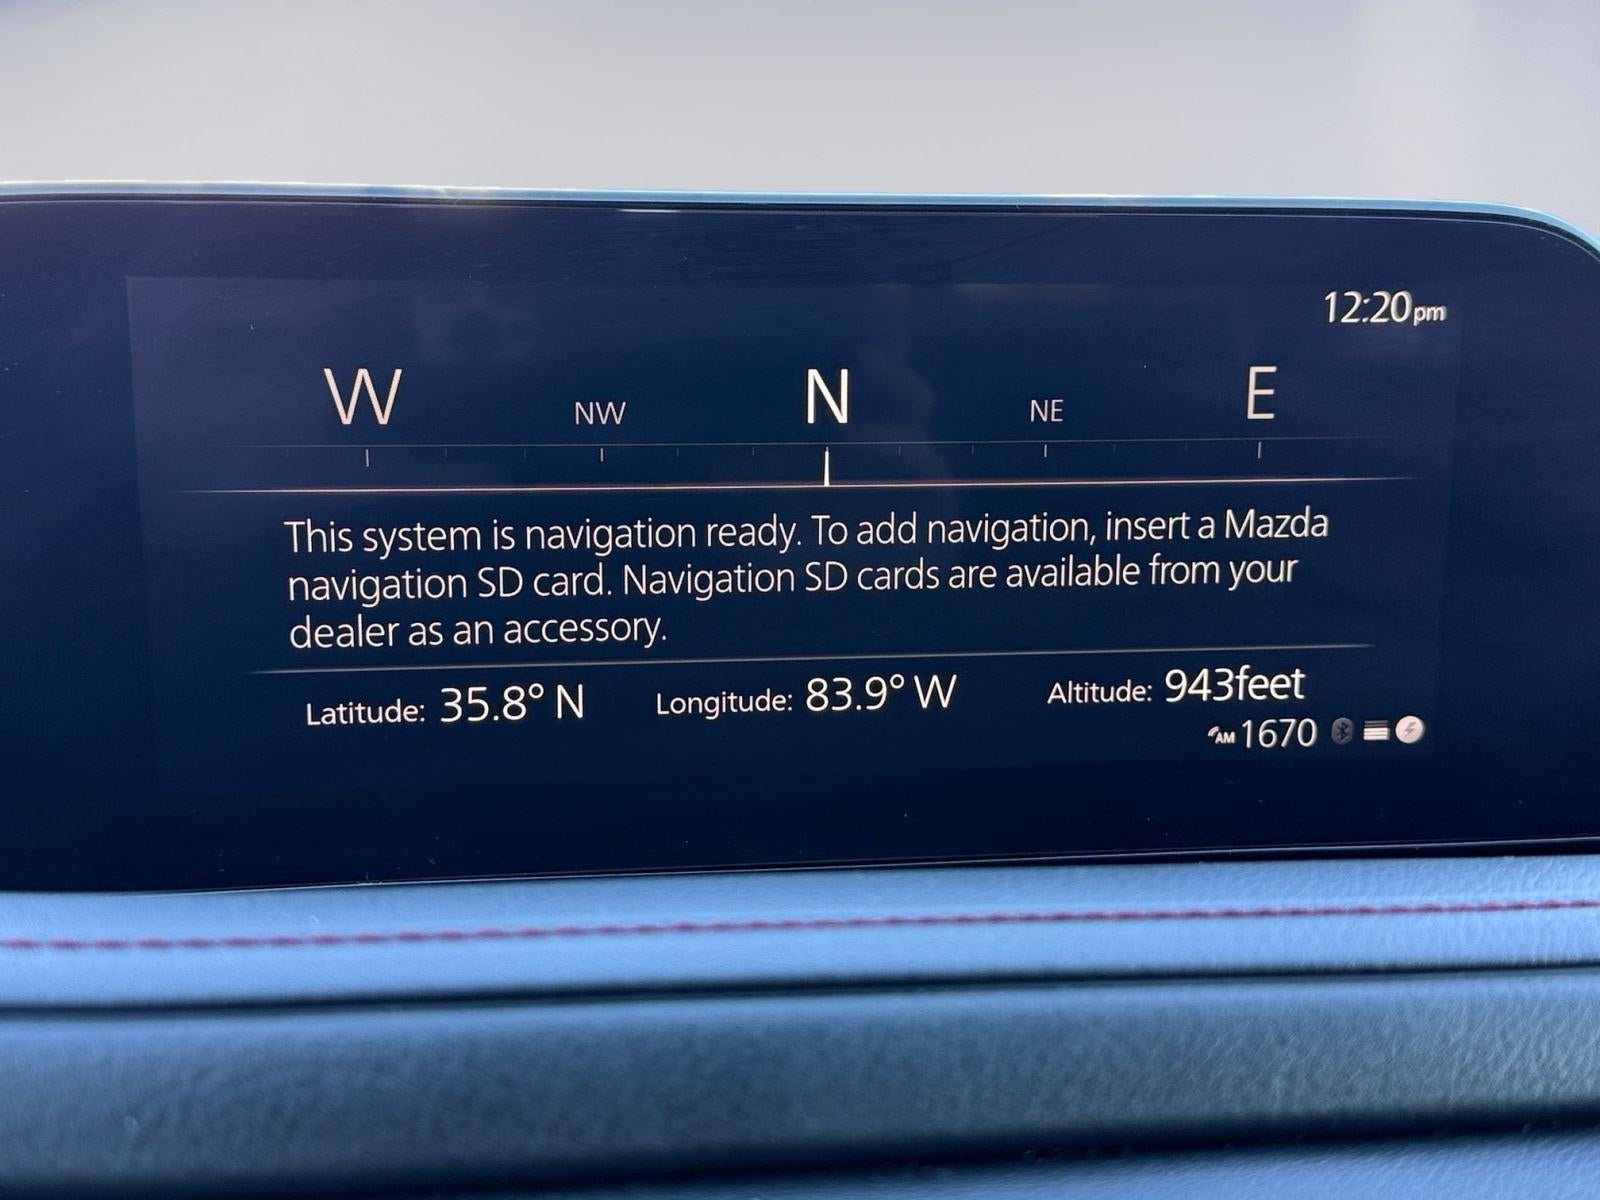 12:20pm
W NW N NE E
This system is navigation ready. To add navigation, insert a Mazda
navigation SD card. Navigation SD cards are available from your
dealer as an accessory.
Latitude: 35.8° N Longitude: 83.9° W Altitude: 943feet
AM 1670